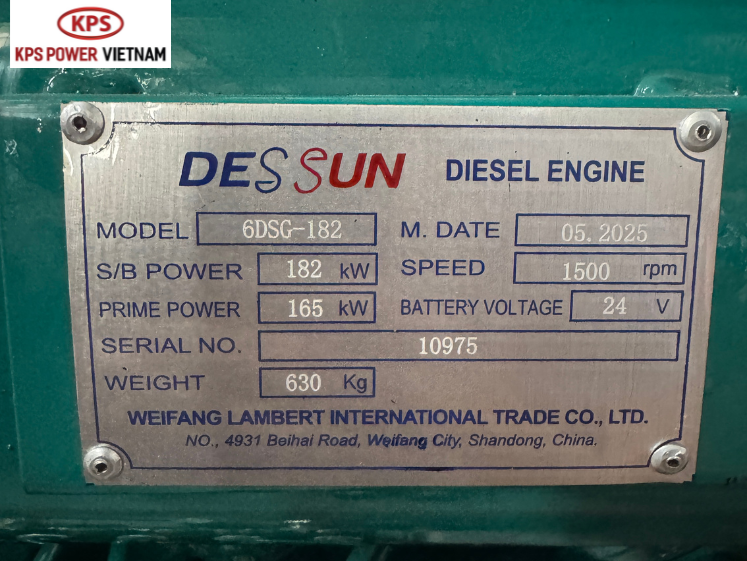 KPS
KPS POWER VIETNAM
DESSUN DIESEL ENGINE
MODEL 6DSG-182 M. DATE 05.2025
S/B POWER 182 kW SPEED 1500 rpm
PRIME POWER 165 kW BATTERY VOLTAGE 24 V
SERIAL NO. 10975
WEIGHT 630 Kg
WEIFANG LAMBERT INTERNATIONAL TRADE CO., LTD.
NO., 4931 Beihai Road, Weifang City, Shandong, China.